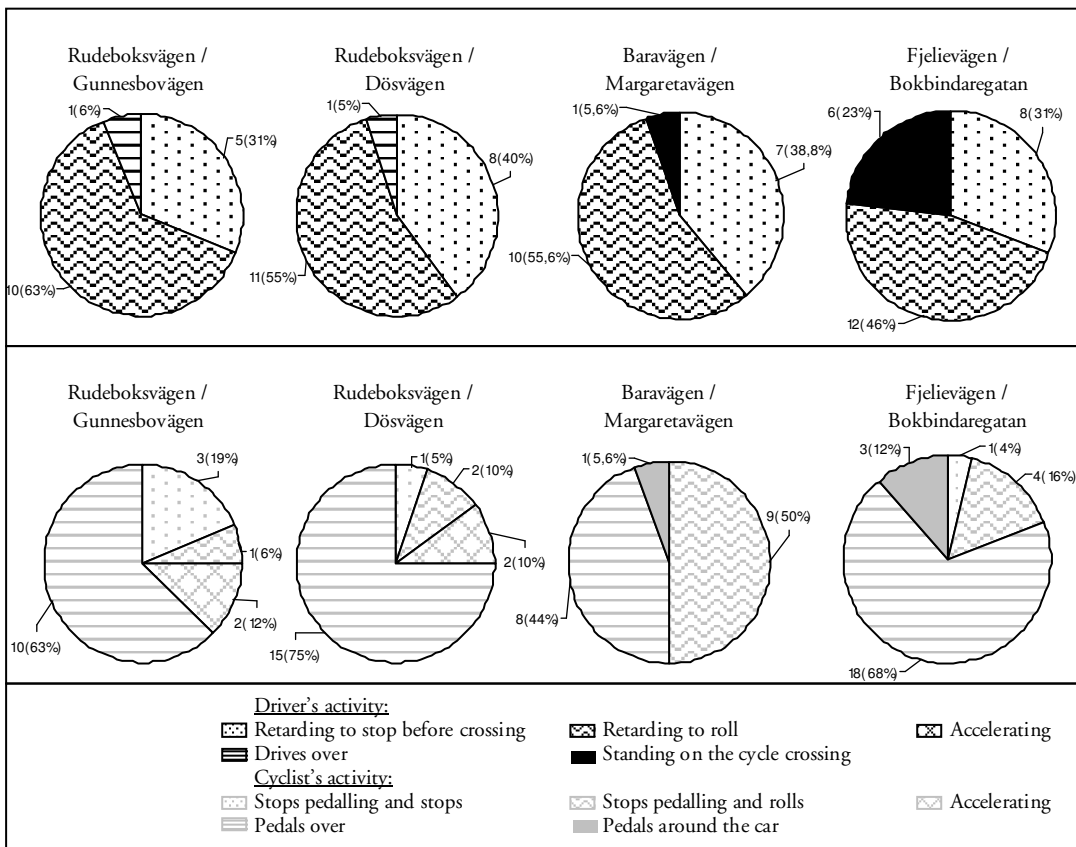 Rudeboksvägen /
Gunnesbovägen
Rudeboksvägen /
Dösvägen
Baravägen /
Margaretavägen
Fjelievägen /
Bokbindaregatan
1(6%)
5(31%)
10(63%)
1(5%)
8(40%)
11(55%)
1(5,6%)
7(38,8%)
10(55,6%)
6(23%)
8(31%)
12(46%)
Rudeboksvägen /
Gunnesbovägen
Rudeboksvägen /
Dösvägen
Baravägen /
Margaretavägen
Fjelievägen /
Bokbindaregatan
3(19%)
1(6%)
2(12%)
10(63%)
1(5%)
2(10%)
2(10%)
15(75%)
1(5,6%)
9(50%)
8(44%)
3(12%)
1(4%)
4(16%)
18(68%)
Driver's activity:
Retarding to stop before crossing
Retarding to roll
Accelerating
Drives over
Standing on the cycle crossing
Cyclist's activity:
Stops pedalling and stops
Stops pedalling and rolls
Accelerating
Pedals over
Pedals around the car